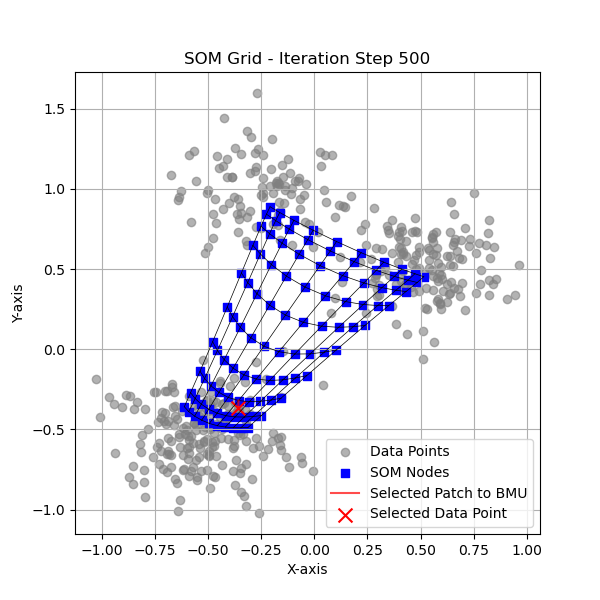 SOM Grid - Iteration Step 500
Y-axis
1.5
1.0
0.5
0.0
−0.5
−1.0
Data Points
SOM Nodes
Selected Patch to BMU
Selected Data Point
−1.00 −0.75 −0.50 −0.25 0.00 0.25 0.50 0.75 1.00
X-axis